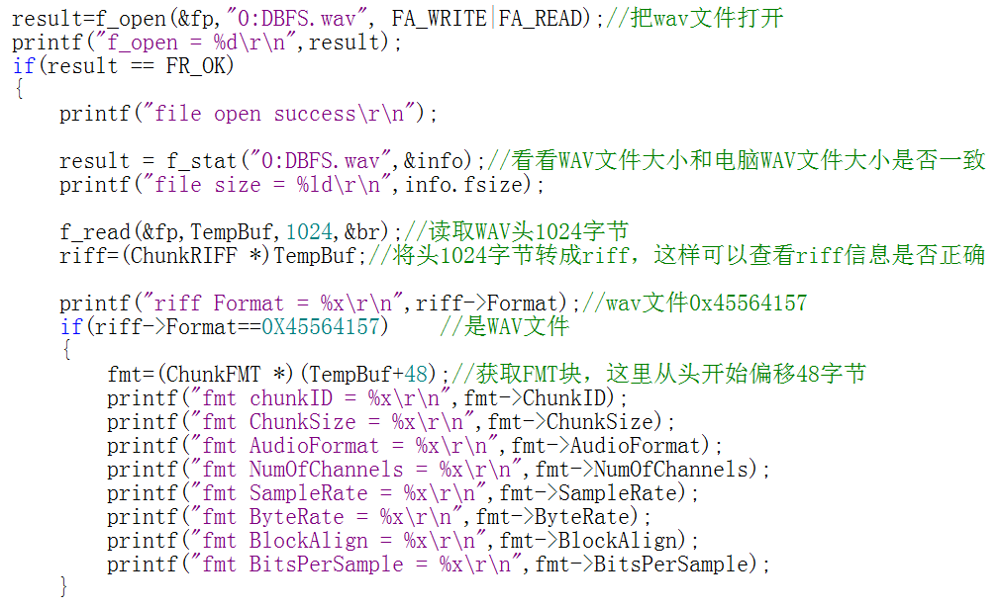 result=f_open(&fp,"0:DBFS.wav", FA_WRITE|FA_READ);//把wav文件打开
printf("f_open = %d\r\n",result);
if(result == FR_OK)
{
    printf("file open success\r\n");

    result = f_stat("0:DBFS.wav",&info);//看看WAV文件大小和电脑WAV文件大小是否一致
    printf("file size = %ld\r\n",info.fsize);

    f_read(&fp,TempBuf,1024,&br);//读取WAV头1024字节
    riff=(ChunkRIFF *)TempBuf;//将头1024字节转成riff，这样可以查看riff信息是否正确

    printf("riff Format = %x\r\n",riff->Format);//wav文件0x45564157
    if(riff->Format==0X45564157)    //是WAV文件
    {
        fmt=(ChunkFMT *)(TempBuf+48);//获取FMT块，这里从头开始偏移48字节
        printf("fmt chunkID = %x\r\n",fmt->ChunkID);
        printf("fmt ChunkSize = %x\r\n",fmt->ChunkSize);
        printf("fmt AudioFormat = %x\r\n",fmt->AudioFormat);
        printf("fmt NumOfChannels = %x\r\n",fmt->NumOfChannels);
        printf("fmt SampleRate = %x\r\n",fmt->SampleRate);
        printf("fmt ByteRate = %x\r\n",fmt->ByteRate);
        printf("fmt BlockAlign = %x\r\n",fmt->BlockAlign);
        printf("fmt BitsPerSample = %x\r\n",fmt->BitsPerSample);
    }